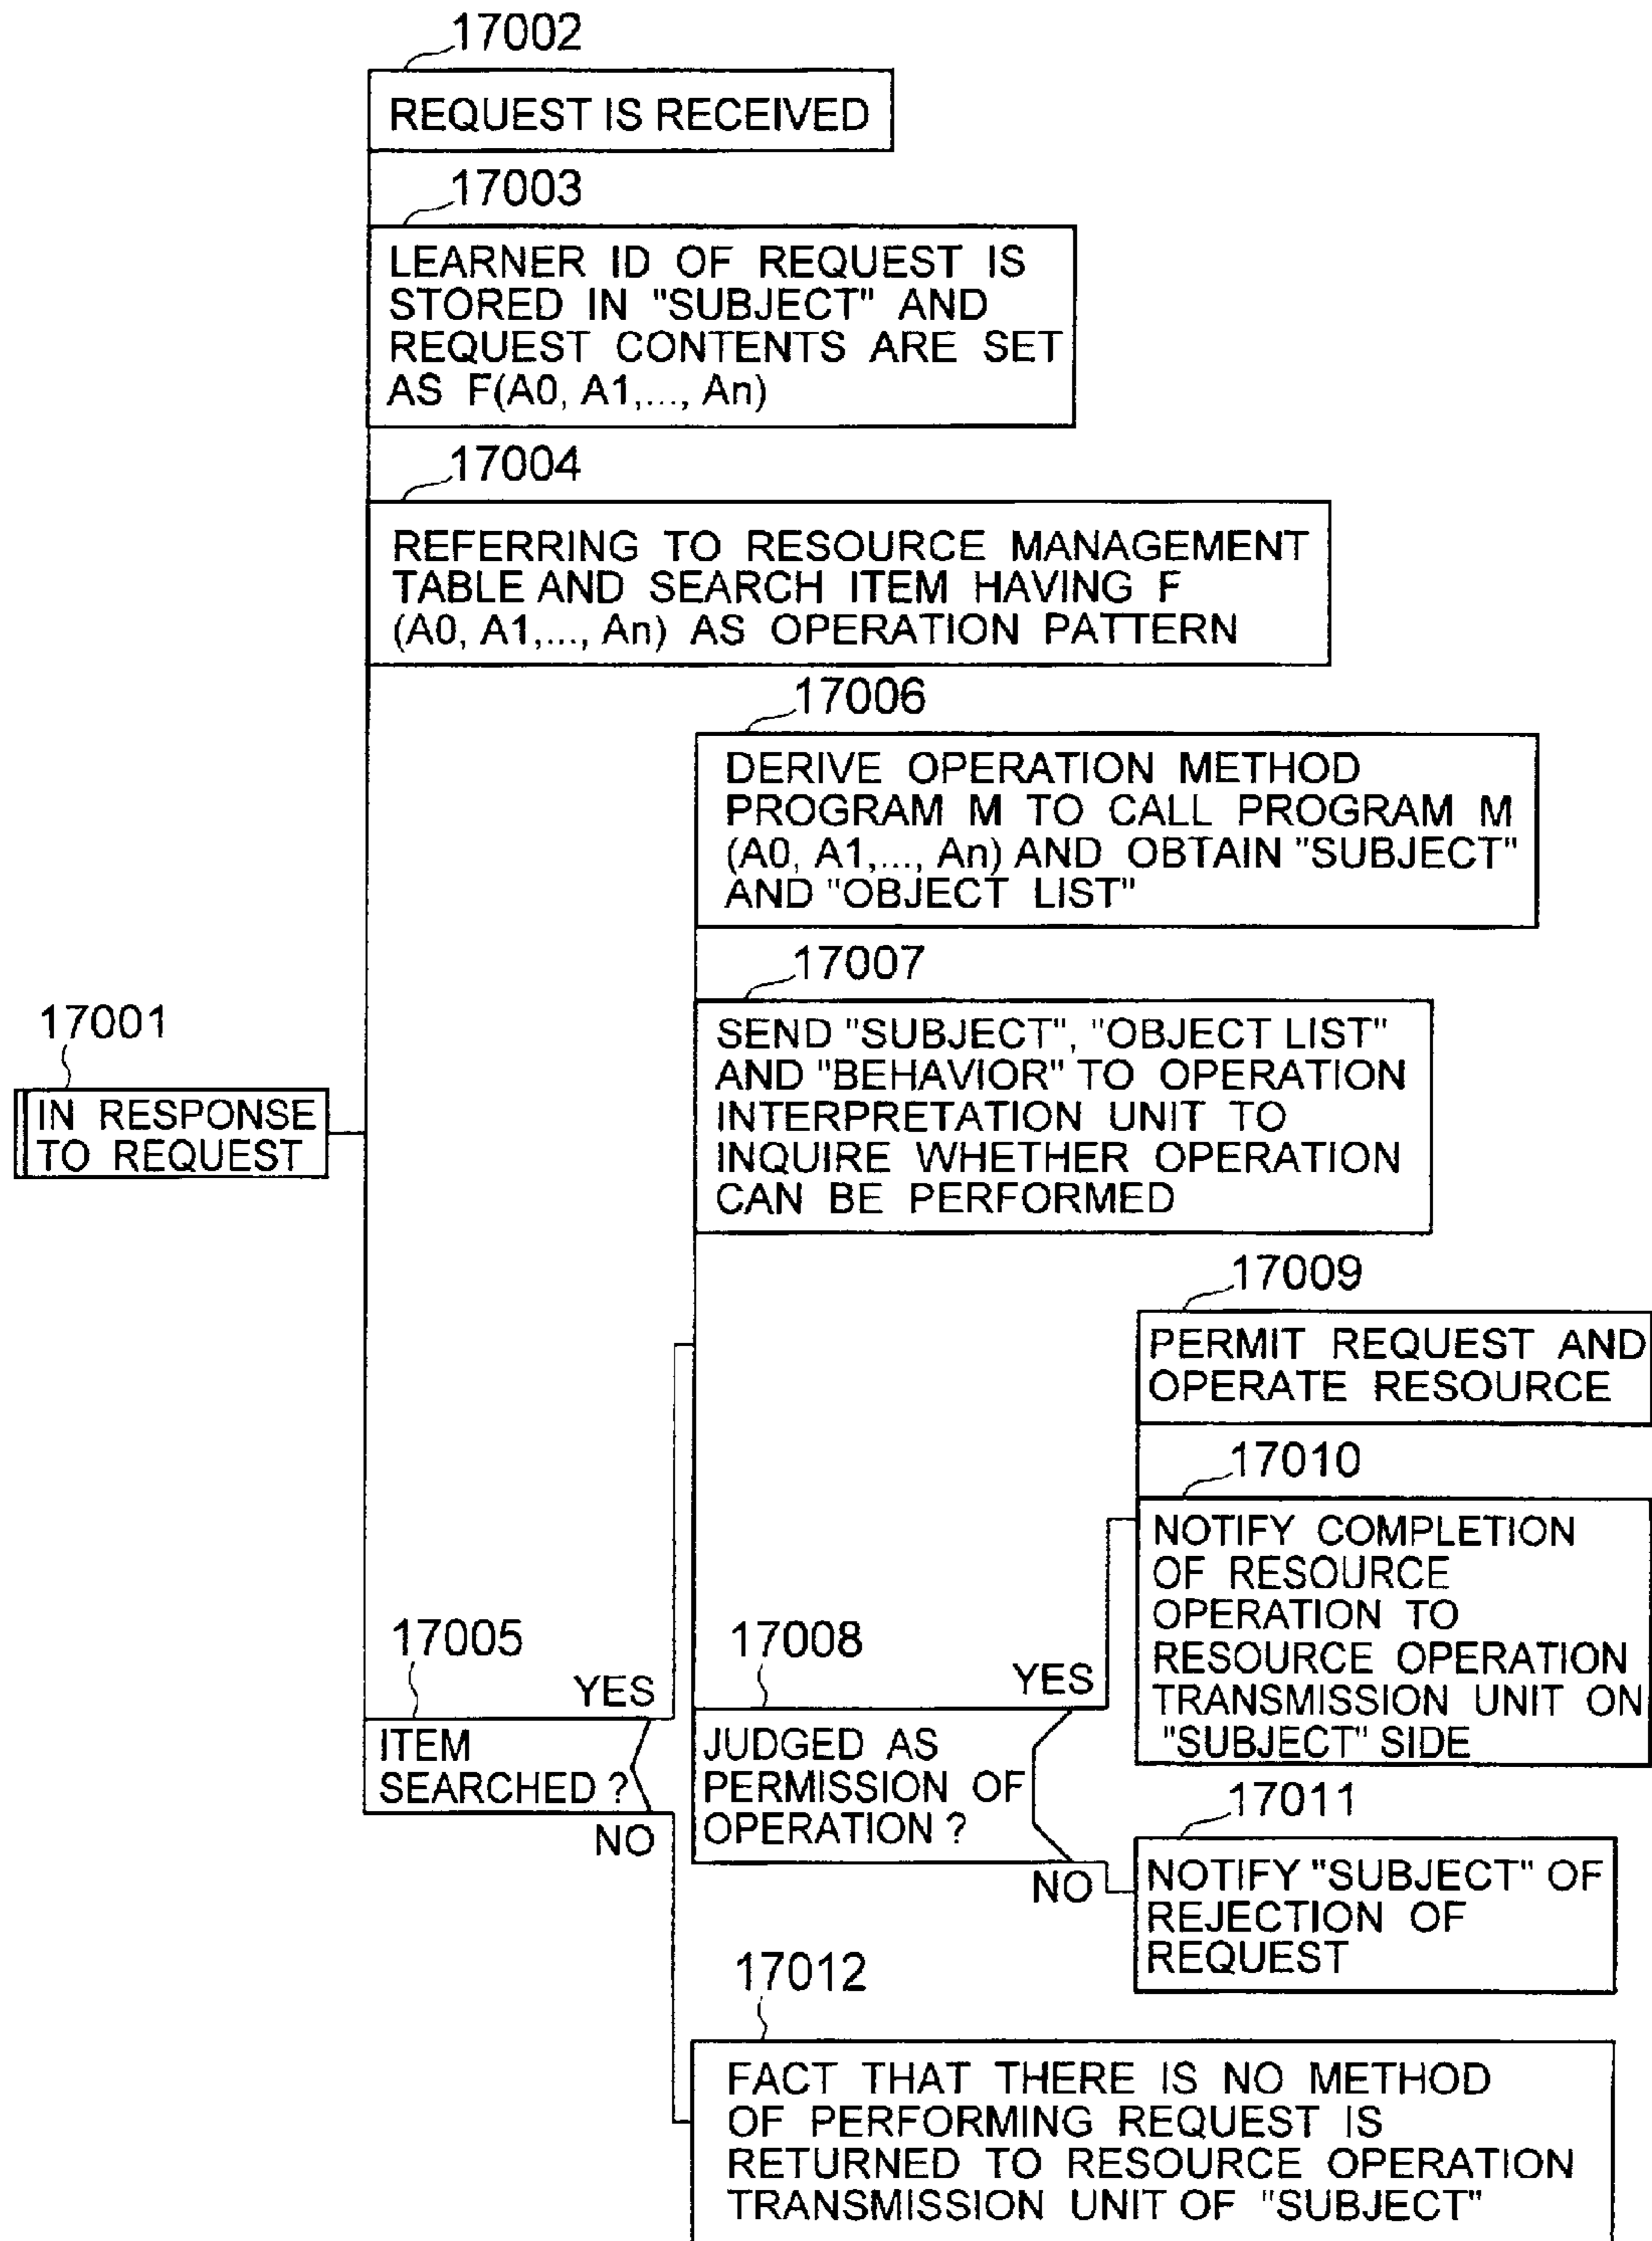 17002
REQUEST IS RECEIVED
17003
LEARNER ID OF REQUEST IS
STORED IN "SUBJECT" AND
REQUEST CONTENTS ARE SET
AS F(A0, A1,..., An)
17004
REFERRING TO RESOURCE MANAGEMENT
TABLE AND SEARCH ITEM HAVING F
(A0, A1,..., An) AS OPERATION PATTERN
17006
DERIVE OPERATION METHOD
PROGRAM M TO CALL PROGRAM M
(A0, A1,..., An) AND OBTAIN "SUBJECT"
AND "OBJECT LIST"
17007
SEND "SUBJECT", "OBJECT LIST"
AND "BEHAVIOR" TO OPERATION
INTERPRETATION UNIT TO
INQUIRE WHETHER OPERATION
CAN BE PERFORMED
17001
IN RESPONSE
TO REQUEST
17009
PERMIT REQUEST AND
OPERATE RESOURCE
17010
NOTIFY COMPLETION
OF RESOURCE
OPERATION TO
RESOURCE OPERATION
TRANSMISSION UNIT ON
"SUBJECT" SIDE
17005
YES
ITEM
SEARCHED ?
NO
17008
YES
JUDGED AS
PERMISSION OF
OPERATION ?
NO
17011
NOTIFY "SUBJECT" OF
REJECTION OF
REQUEST
17012
FACT THAT THERE IS NO METHOD
OF PERFORMING REQUEST IS
RETURNED TO RESOURCE OPERATION
TRANSMISSION UNIT OF "SUBJECT"